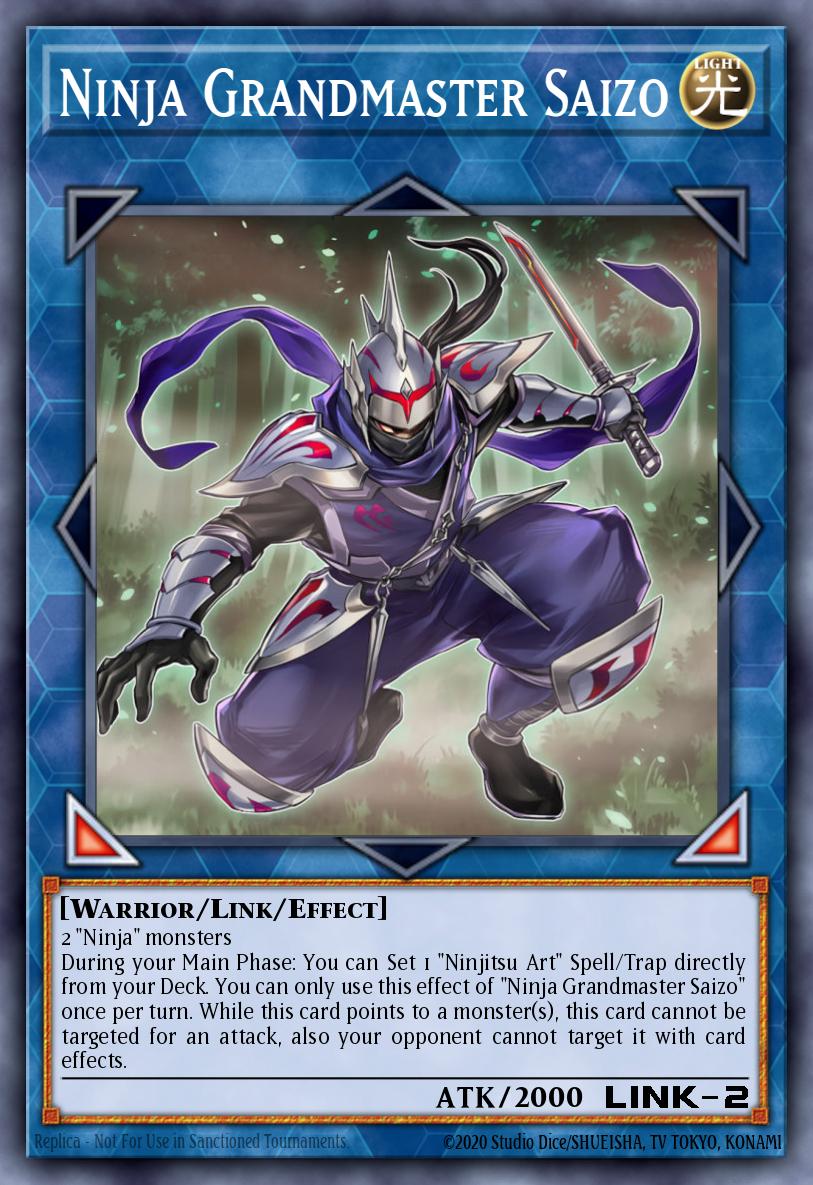 Ninja Grandmaster Saizo
LIGHT
光
[Warrior/Link/Effect]
2 "Ninja" monsters
During your Main Phase: You can Set 1 "Ninjitsu Art" Spell/Trap directly
from your Deck. You can only use this effect of "Ninja Grandmaster Saizo"
once per turn. While this card points to a monster(s), this card cannot be
targeted for an attack, also your opponent cannot target it with card
effects.
ATK/2000 LINK-2
Replica - Not For Use in Sanctioned Tournaments. ©2020 Studio Dice/SHUEISHA, TV TOKYO, KONAMI